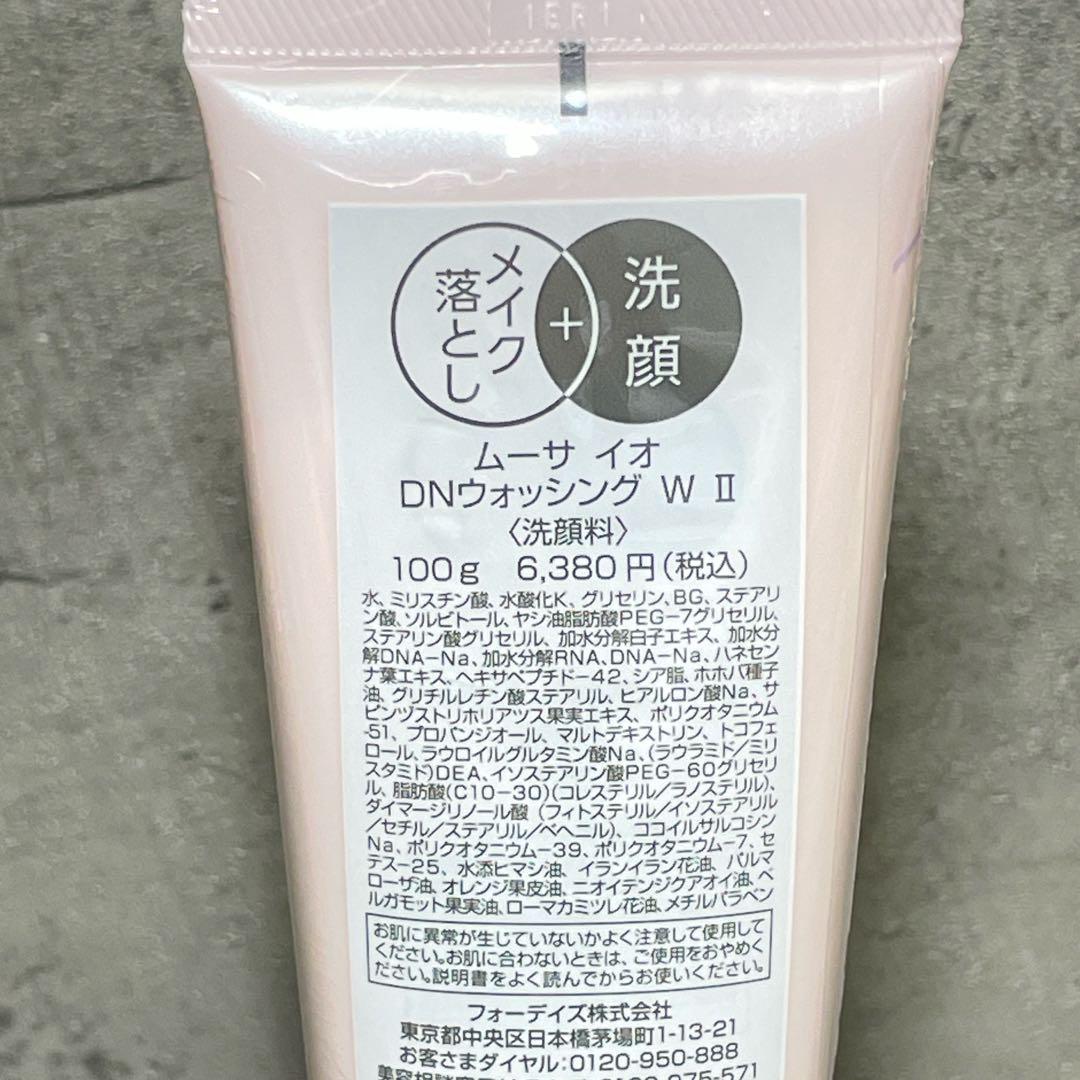 メイク
落とし
+
洗顔
ムーサ イオ
DNウォッシング W Ⅱ
〈洗顔料〉
100g 6,380円(税込)
水、ミリスチン酸、水酸化K、グリセリン、BG、ステアリ
ン酸、ソルビトール、ヤシ油脂肪酸PEG-7グリセリル、
ステアリン酸グリセリル、加水分解白子エキス、加水分
解DNA-Na、加水分解RNA、DNA-Na、ハネセン
ナ葉エキス、ヘキサペプチド-42、シア脂、ホホバ種子
油、グリチルレチン酸ステアリル、ヒアルロン酸Na、サ
ピンヅストリホリアツス果実エキス、ポリクオタニウム
-51、プロパンジオール、マルトデキストリン、トコフェ
ロール、ラウロイルグルタミン酸Na、(ラウラミド/ミリ
スタミド)DEA、イソステアリン酸PEG-60グリセリ
ル、脂肪酸(C10-30)(コレステリル/ラノステリル)、
ダイマージリノール酸(フィトステリル/イソステアリル
/セチル/ステアリル/ベヘニル)、ココイルサルコシン
Na、ポリクオタニウム-39、ポリクオタニウム-7、セ
テス-25、水添ヒマシ油、イランイラン花油、パルマ
ローザ油、オレンジ果皮油、ニオイテンジクアオイ油、ベ
ルガモット果実油、ローマカミツレ花油、メチルパラベン
お肌に異常が生じていないかよく注意して使用して
ください。お肌に合わないときは、ご使用をおやめく
ださい。説明書をよく読んでからお使いください。
フォーデイズ株式会社
東京都中央区日本橋茅場町1-13-21
お客さまダイヤル:0120-950-888